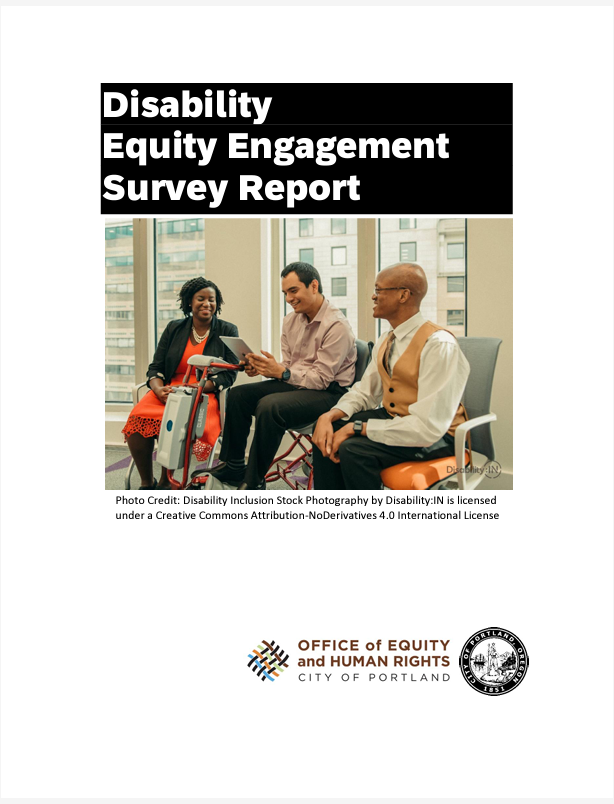 Disability
Equity Engagement
Survey Report
Disability:IN
Photo Credit: Disability Inclusion Stock Photography by Disability:IN is licensed
under a Creative Commons Attribution-NoDerivatives 4.0 International License
OFFICE of EQUITY
and HUMAN RIGHTS
CITY OF PORTLAND
CITY OF PORTLAND, OREGON
1851